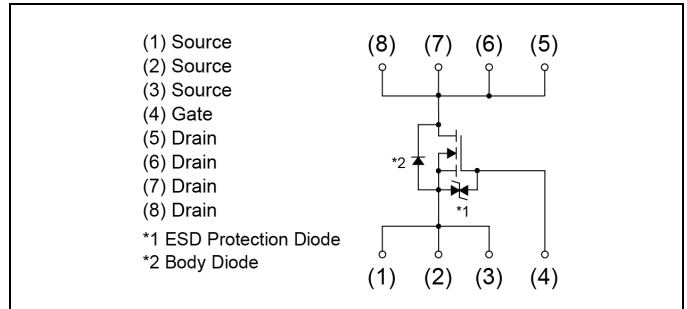 (1) Source
(2) Source
(3) Source
(4) Gate
(5) Drain
(6) Drain
(7) Drain
(8) Drain
*1 ESD Protection Diode
*2 Body Diode
(8) (7) (6) (5)
*2
*1
(1) (2) (3) (4)